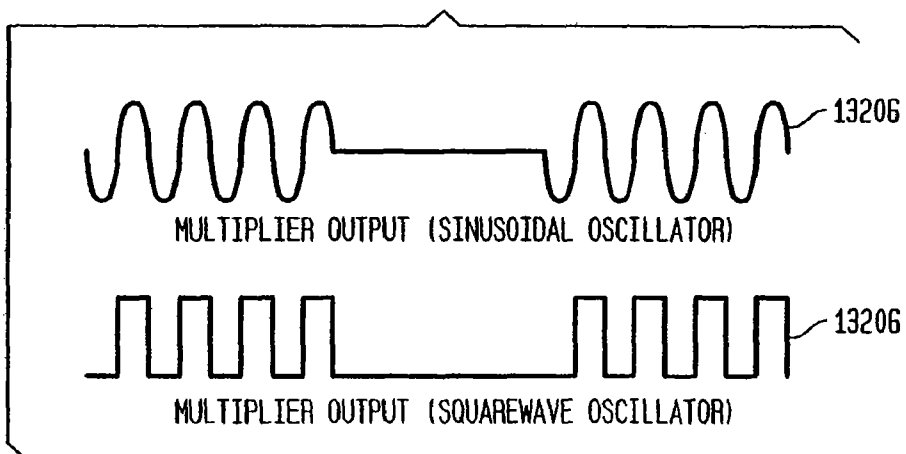 13206
MULTIPLIER OUTPUT (SINUSOIDAL OSCILLATOR)
13206
MULTIPLIER OUTPUT (SQUAREWAVE OSCILLATOR)